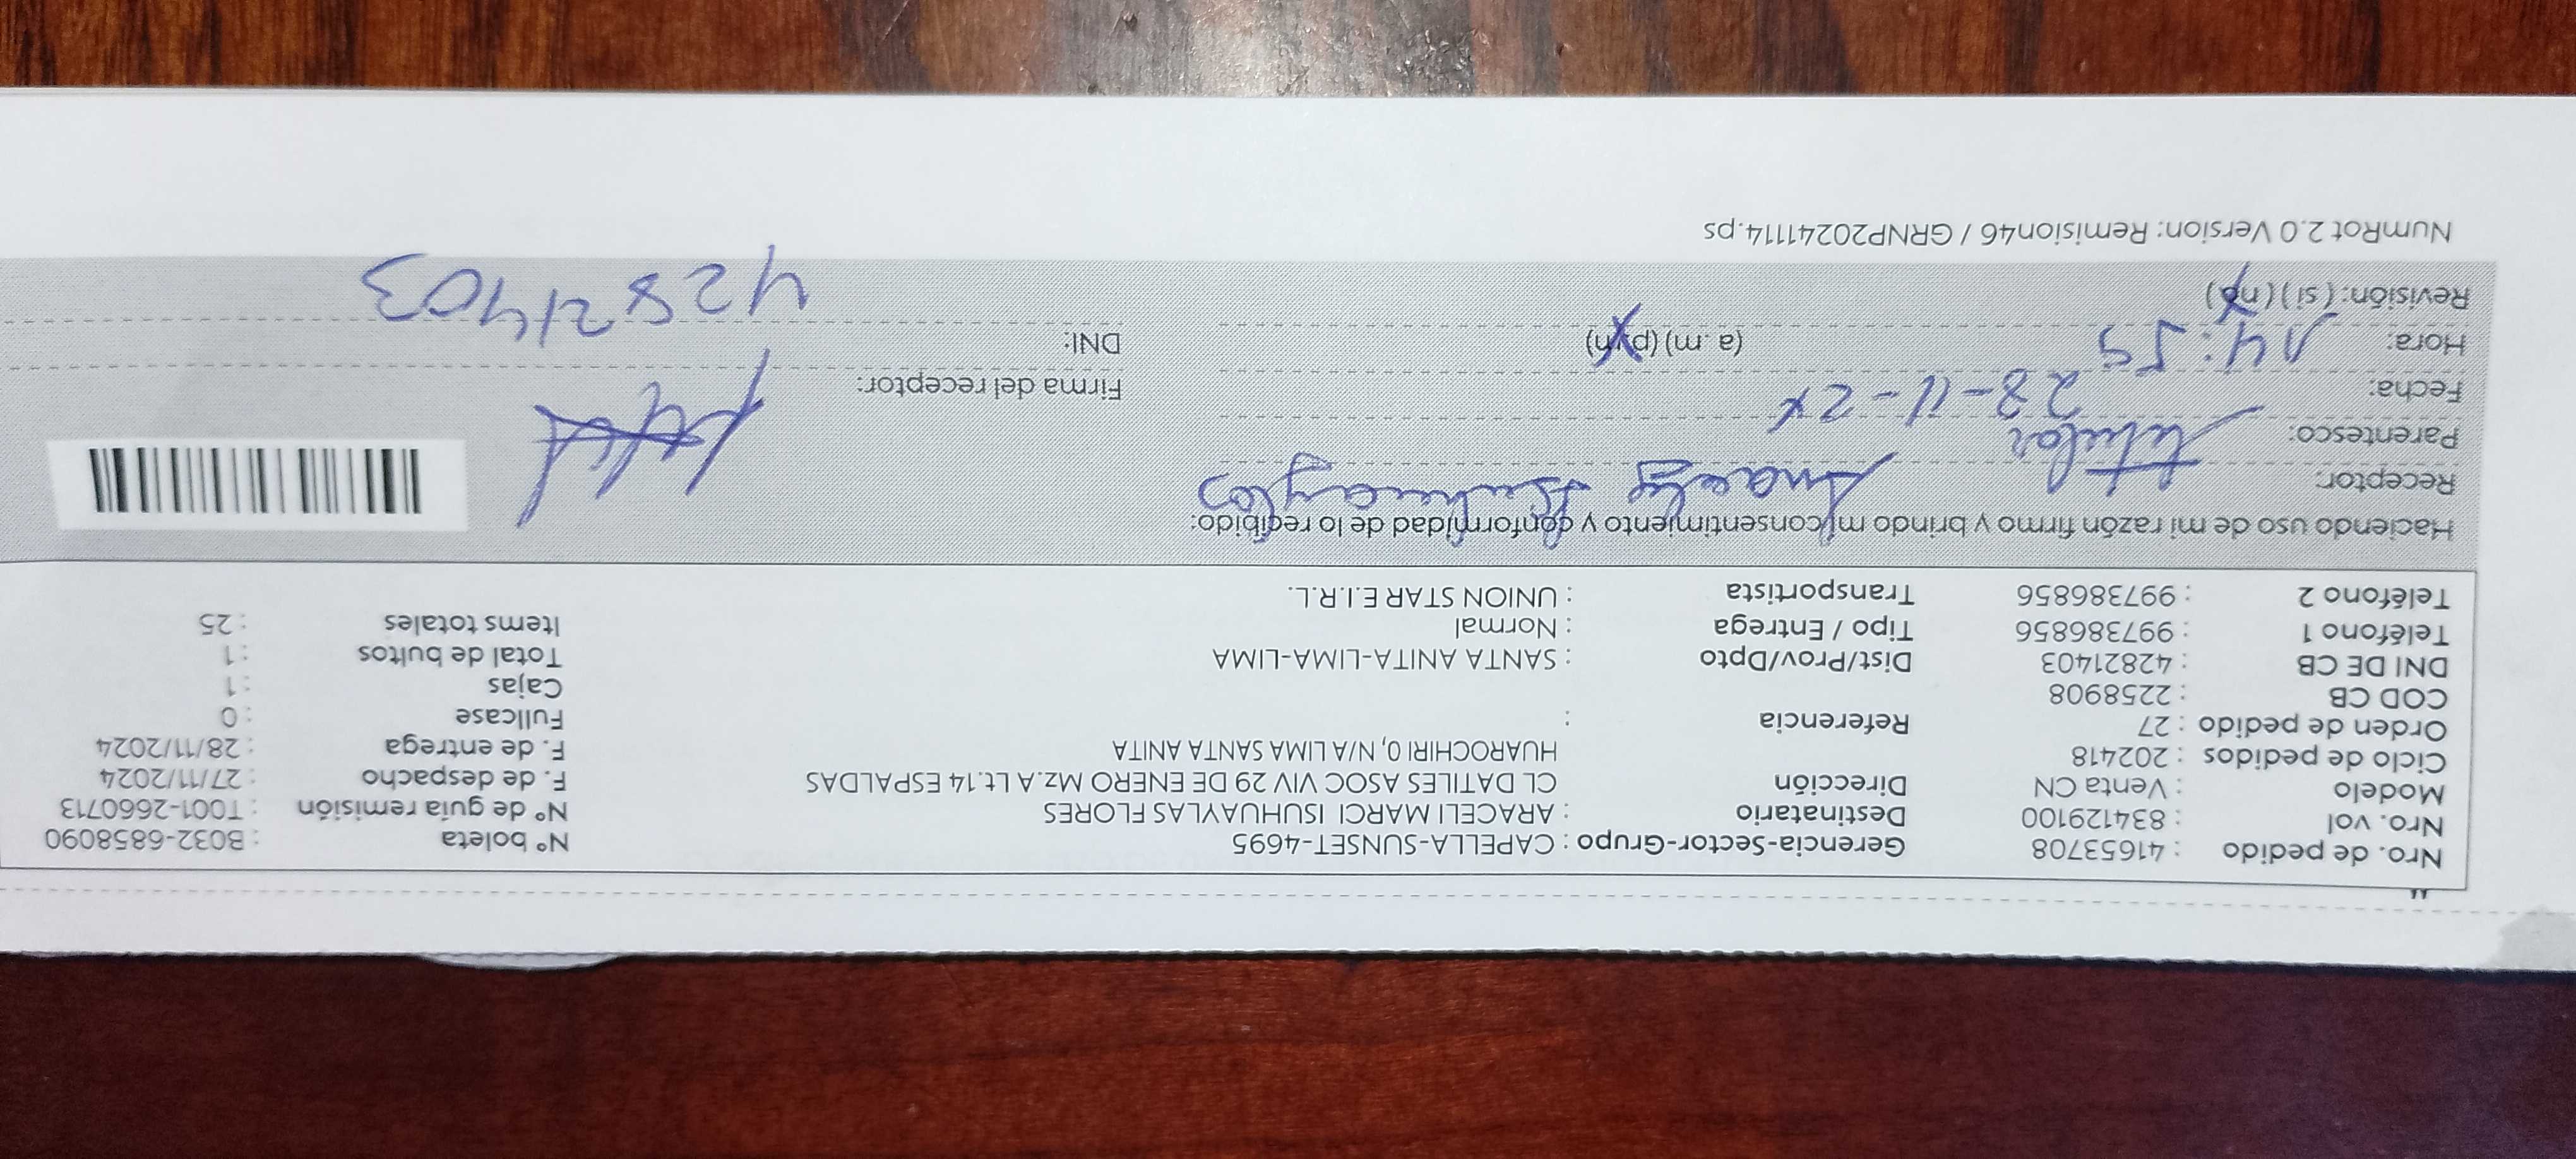 Nro. de pedido : 41653708 Gerencia-Sector-Grupo : CAPELLA-SUNSET-4695 N° boleta : B032-6858090
Nro. vol : 834129100 Destinatario : ARACELI MARCI ISUHUAYLAS FLORES N° de guía remisión : T001-2660713
Modelo : Venta CN Dirección CL DATILES ASOC VIV 29 DE ENERO Mz.A Lt.14 ESPALDAS F. de despacho : 27/11/2024
Ciclo de pedidos : 202418 HUAROCHIRI 0, N/A LIMA SANTA ANITA F. de entrega : 28/11/2024
Orden de pedido : 27 Referencia : Fullcase : 0
COD CB : 2258908 Cajas : 1
DNI DE CB : 42821403 Dist/Prov/Dpto : SANTA ANITA-LIMA-LIMA Total de bultos : 1
Teléfono 1 : 997386856 Tipo / Entrega : Normal Items totales : 25
Teléfono 2 : 997386856 Transportista : UNION STAR E.I.R.L.
Haciendo uso de mi razón firmo y brindo mi consentimiento y conformidad de lo recibido:
Receptor: Isuhuaylas
Parentesco: titular
Fecha: 28-11-24 Firma del receptor:
Hora: 14:55 (a. m) (p. m) DNI: 42821403
Revisión: (si) (no)
NumRot 2.0 Version: Remision46 / GRNP20241114.ps